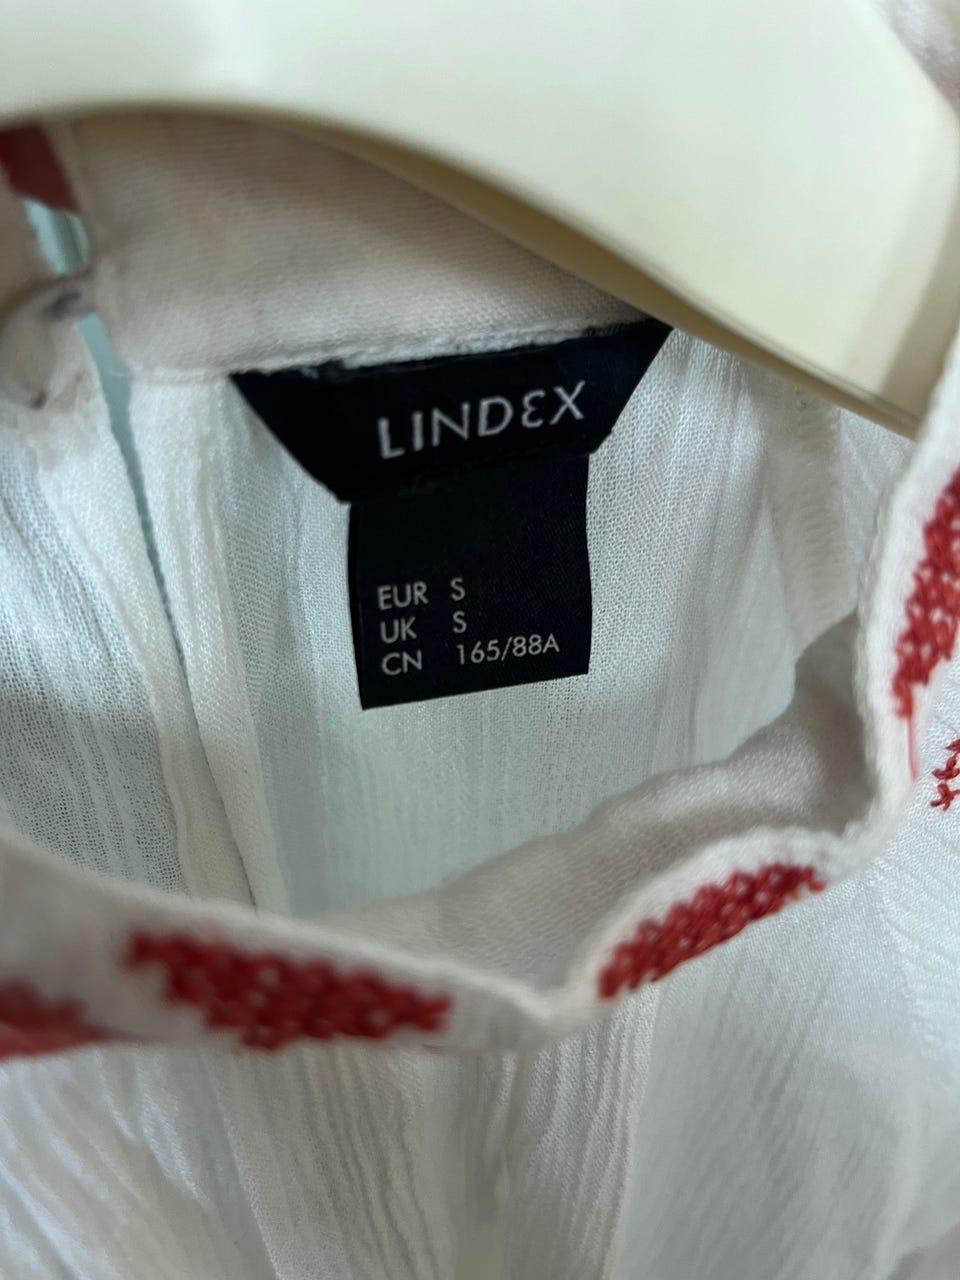 LINDEX
EUR S
UK S
CN 165/88A